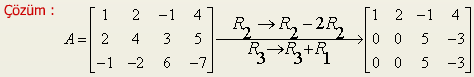 Çözüm :
A = [ 1 2 -1 4 ; 2 4 3 5 ; -1 -2 6 -7 ] R₂ → R₂ - 2R₂ R₃ → R₃ + R₁ [ 1 2 -1 4 ; 0 0 5 -3 ; 0 0 5 -3 ]